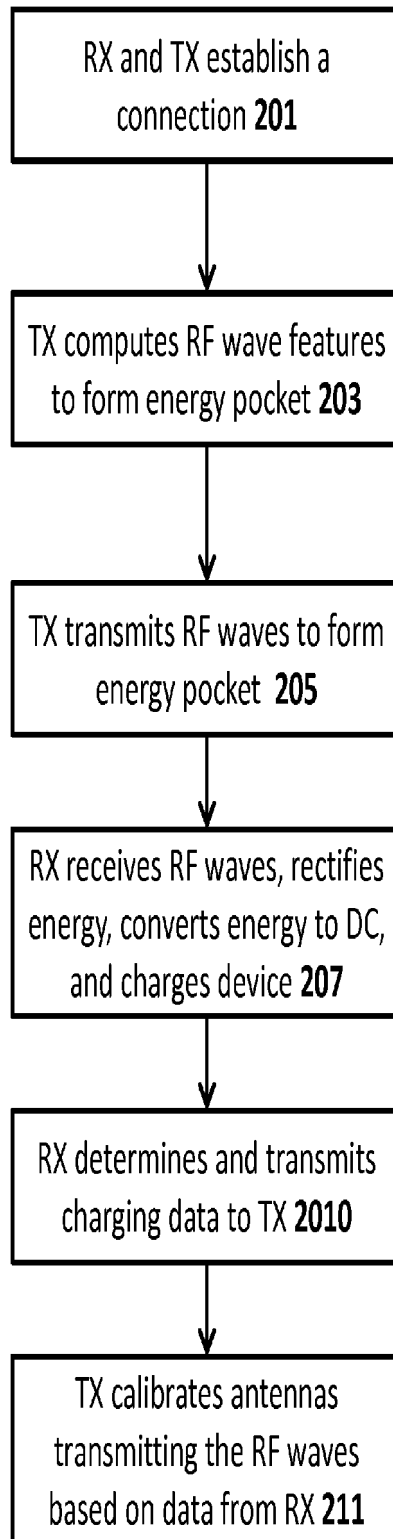 RX and TX establish a
connection 201
TX computes RF wave features
to form energy pocket 203
TX transmits RF waves to form
energy pocket 205
RX receives RF waves, rectifies
energy, converts energy to DC,
and charges device 207
RX determines and transmits
charging data to TX 2010
TX calibrates antennas
transmitting the RF waves
based on data from RX 211